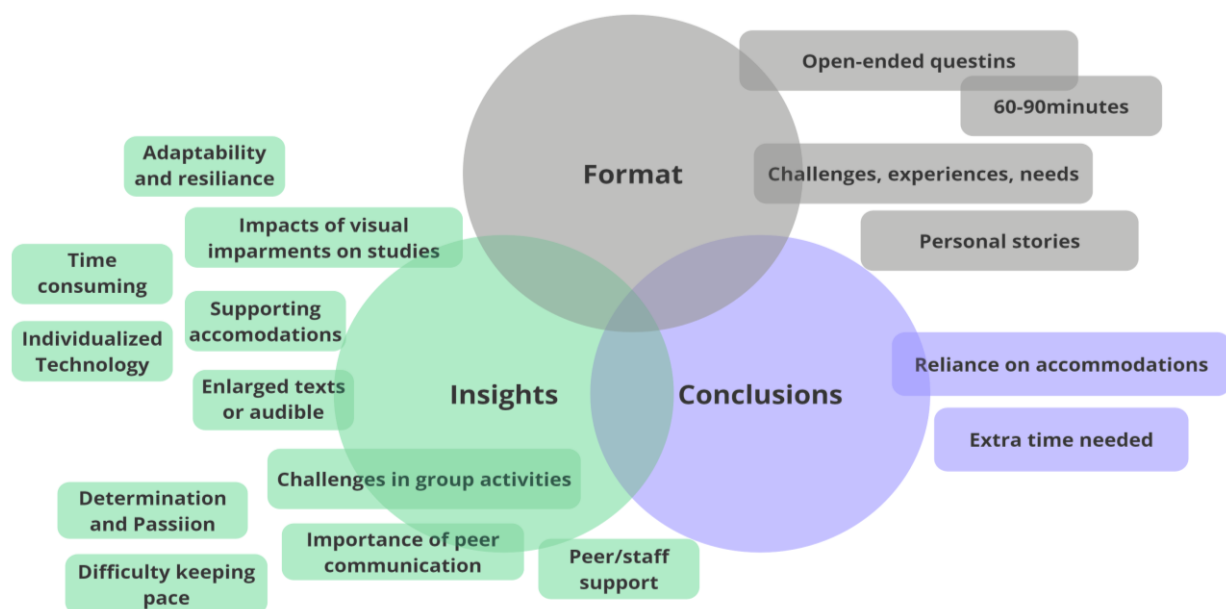 Format
Open-ended questins
60-90minutes
Challenges, experiences, needs
Personal stories
Adaptability
and resiliance
Impacts of visual
imparments on studies
Time
consuming
Supporting
accomodations
Individualized
Technology
Enlarged texts
or audible
Insights
Challenges in group activities
Determination
and Passiion
Importance of peer
communication
Peer/staff
support
Difficulty keeping
pace
Conclusions
Reliance on accommodations
Extra time needed